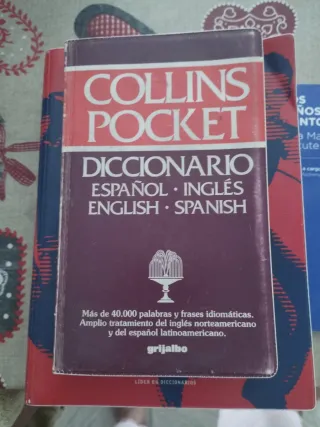 COLLINS
POCKET
DICCIONARIO
ESPAÑOL · INGLÉS
ENGLISH · SPANISH
Más de 40.000 palabras y frases idiomáticas.
Amplio tratamiento del inglés norteamericano
y del español latinoamericano.
grijalbo
LÍDER EN DICCIONARIOS